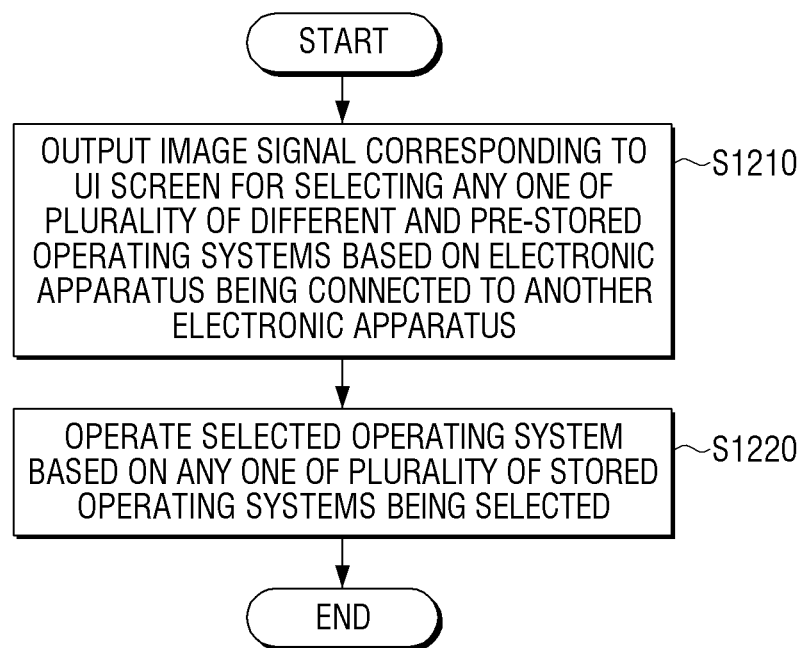 START
OUTPUT IMAGE SIGNAL CORRESPONDING TO
UI SCREEN FOR SELECTING ANY ONE OF
PLURALITY OF DIFFERENT AND PRE-STORED
OPERATING SYSTEMS BASED ON ELECTRONIC
APPARATUS BEING CONNECTED TO ANOTHER
ELECTRONIC APPARATUS
S1210
OPERATE SELECTED OPERATING SYSTEM
BASED ON ANY ONE OF PLURALITY OF STORED
OPERATING SYSTEMS BEING SELECTED
S1220
END